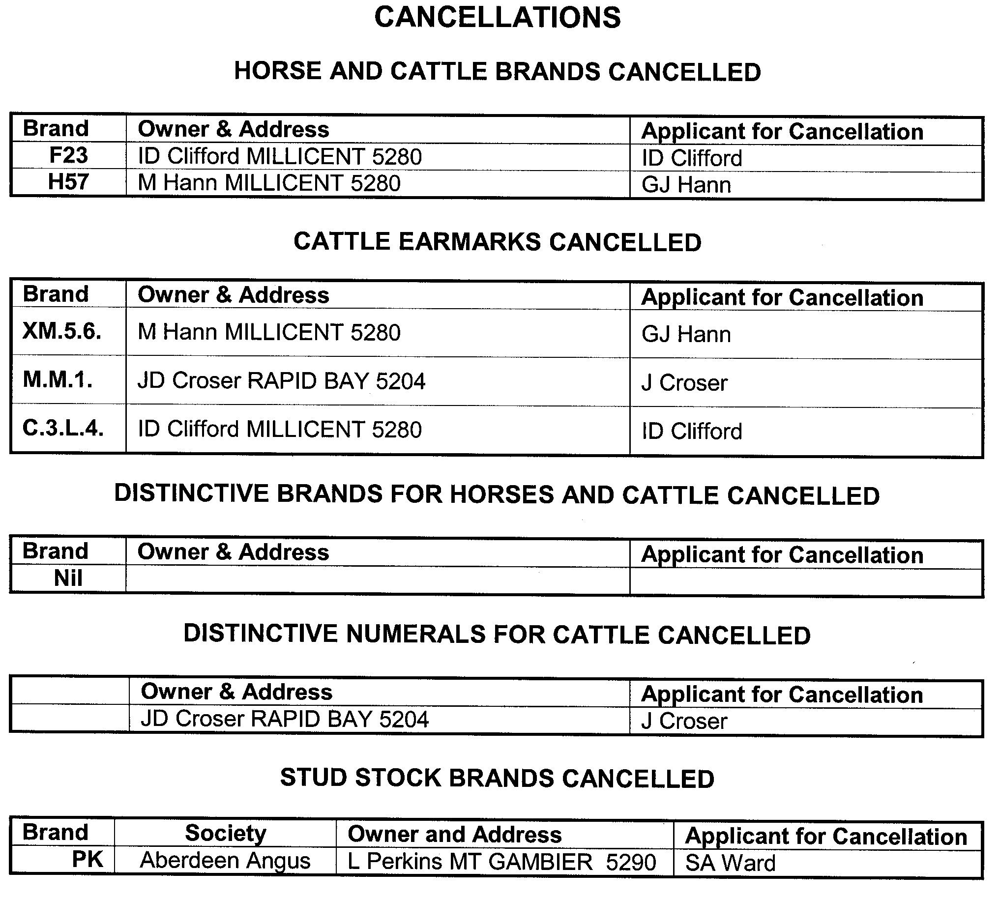 CANCELLATIONS
HORSE AND CATTLE BRANDS CANCELLED
Brand Owner & Address Applicant for Cancellation
F23 ID Clifford MILLICENT 5280 ID Clifford
H57 M Hann MILLICENT 5280 GJ Hann
CATTLE EARMARKS CANCELLED
Brand Owner & Address Applicant for Cancellation
XM.5.6. M Hann MILLICENT 5280 GJ Hann
M.M.1. JD Croser RAPID BAY 5204 J Croser
C.3.L.4. ID Clifford MILLICENT 5280 ID Clifford
DISTINCTIVE BRANDS FOR HORSES AND CATTLE CANCELLED
Brand Owner & Address Applicant for Cancellation
Nil
DISTINCTIVE NUMERALS FOR CATTLE CANCELLED
Owner & Address Applicant for Cancellation
JD Croser RAPID BAY 5204 J Croser
STUD STOCK BRANDS CANCELLED
Brand Society Owner and Address Applicant for Cancellation
PK Aberdeen Angus L Perkins MT GAMBIER 5290 SA Ward